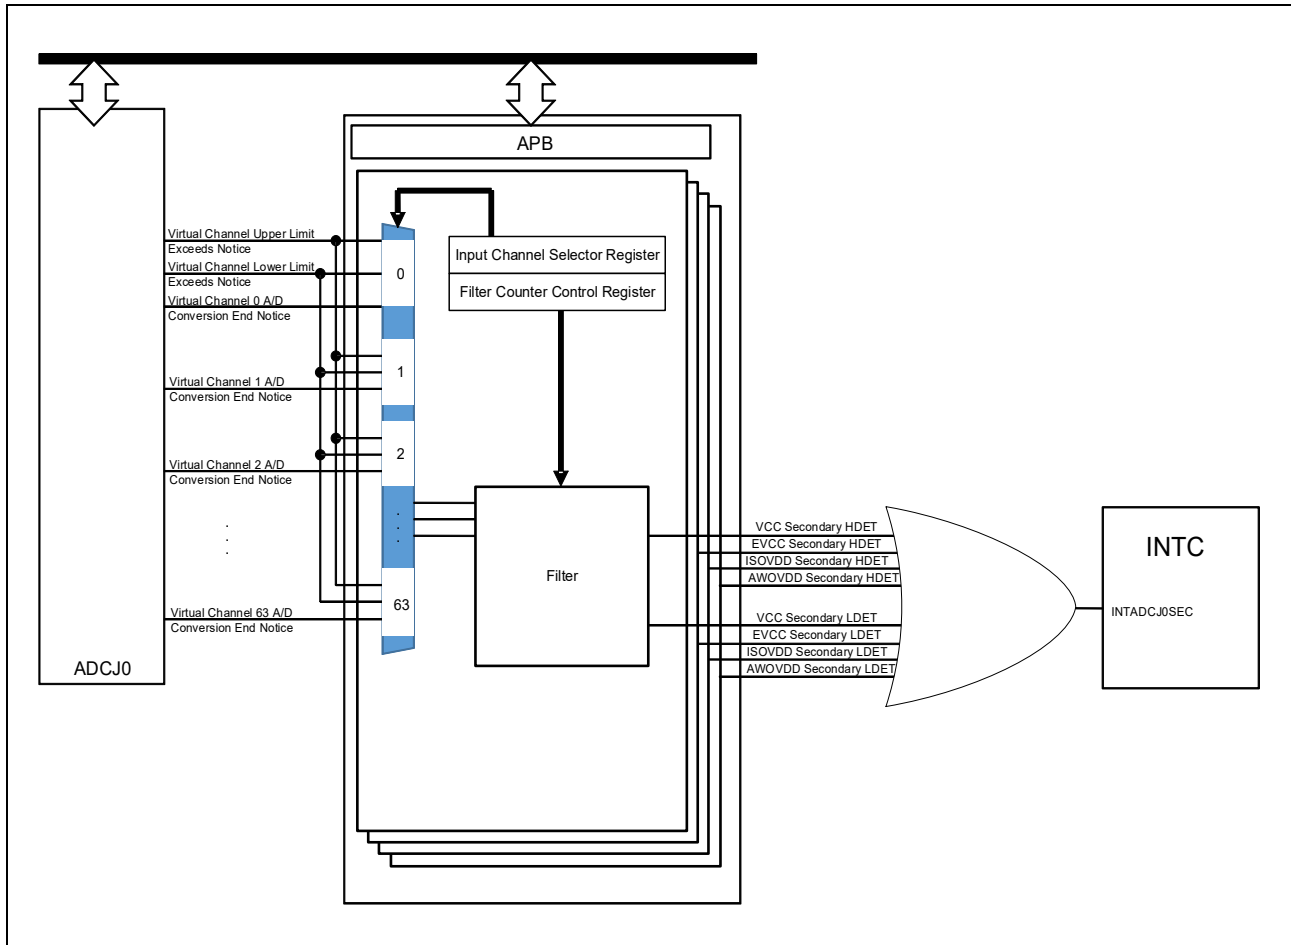 APB
Virtual Channel Upper Limit
Exceeds Notice
Virtual Channel Lower Limit
Exceeds Notice
Virtual Channel 0 A/D
Conversion End Notice
Virtual Channel 1 A/D
Conversion End Notice
Virtual Channel 2 A/D
Conversion End Notice
.
.
.
Virtual Channel 63 A/D
Conversion End Notice
ADCJ0
0
1
2
.
.
.
63
Input Channel Selector Register
Filter Counter Control Register
Filter
VCC Secondary HDET
EVCC Secondary HDET
ISOVDD Secondary HDET
AWOVDD Secondary HDET
VCC Secondary LDET
EVCC Secondary LDET
ISOVDD Secondary LDET
AWOVDD Secondary LDET
INTC
INTADCJ0SEC